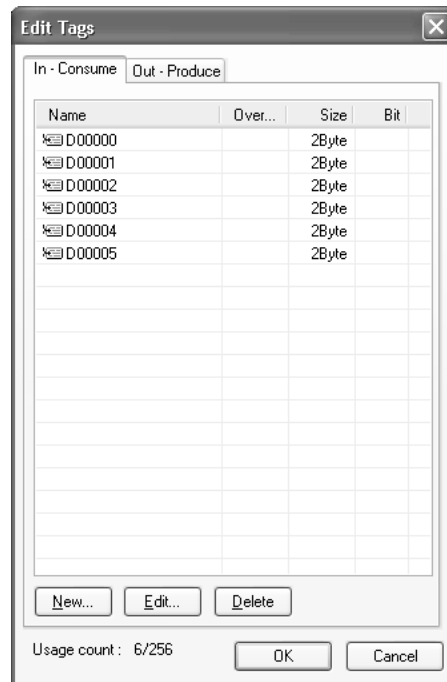 Edit Tags
In - Consume Out - Produce
Name Over... Size Bit
D00000 2Byte
D00001 2Byte
D00002 2Byte
D00003 2Byte
D00004 2Byte
D00005 2Byte
New... Edit... Delete
Usage count : 6/256 OK Cancel